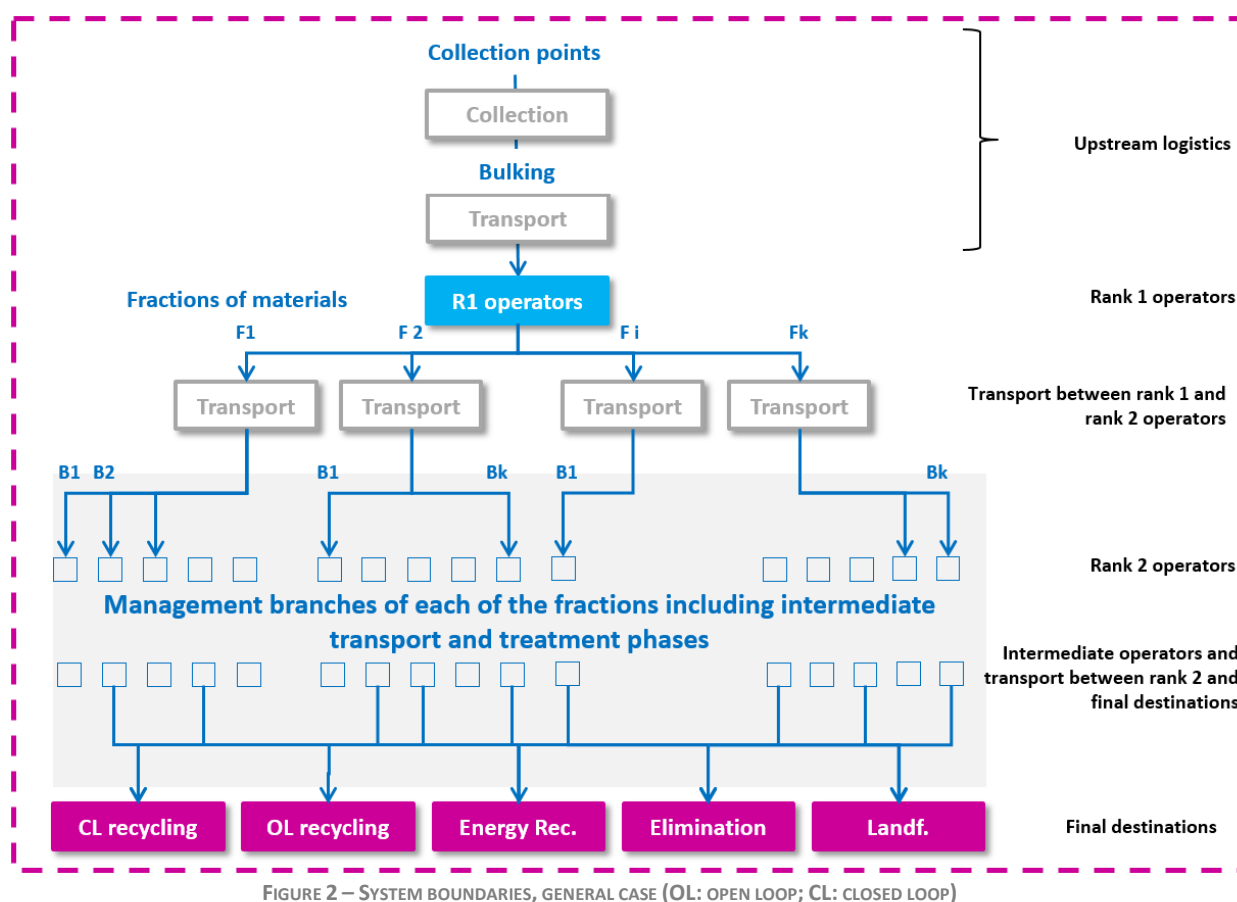 Collection points
Collection
Upstream logistics
Bulking
Transport
Fractions of materials
R1 operators
Rank 1 operators
F1
F 2
F i
Fk
Transport
Transport
Transport
Transport
Transport between rank 1 and
rank 2 operators
B1
B2
B1
Bk
B1
Bk
Rank 2 operators
Management branches of each of the fractions including intermediate
transport and treatment phases
Intermediate operators and
transport between rank 2 and
final destinations
CL recycling
OL recycling
Energy Rec.
Elimination
Landf.
Final destinations
FIGURE 2 – SYSTEM BOUNDARIES, GENERAL CASE (OL: OPEN LOOP; CL: CLOSED LOOP)